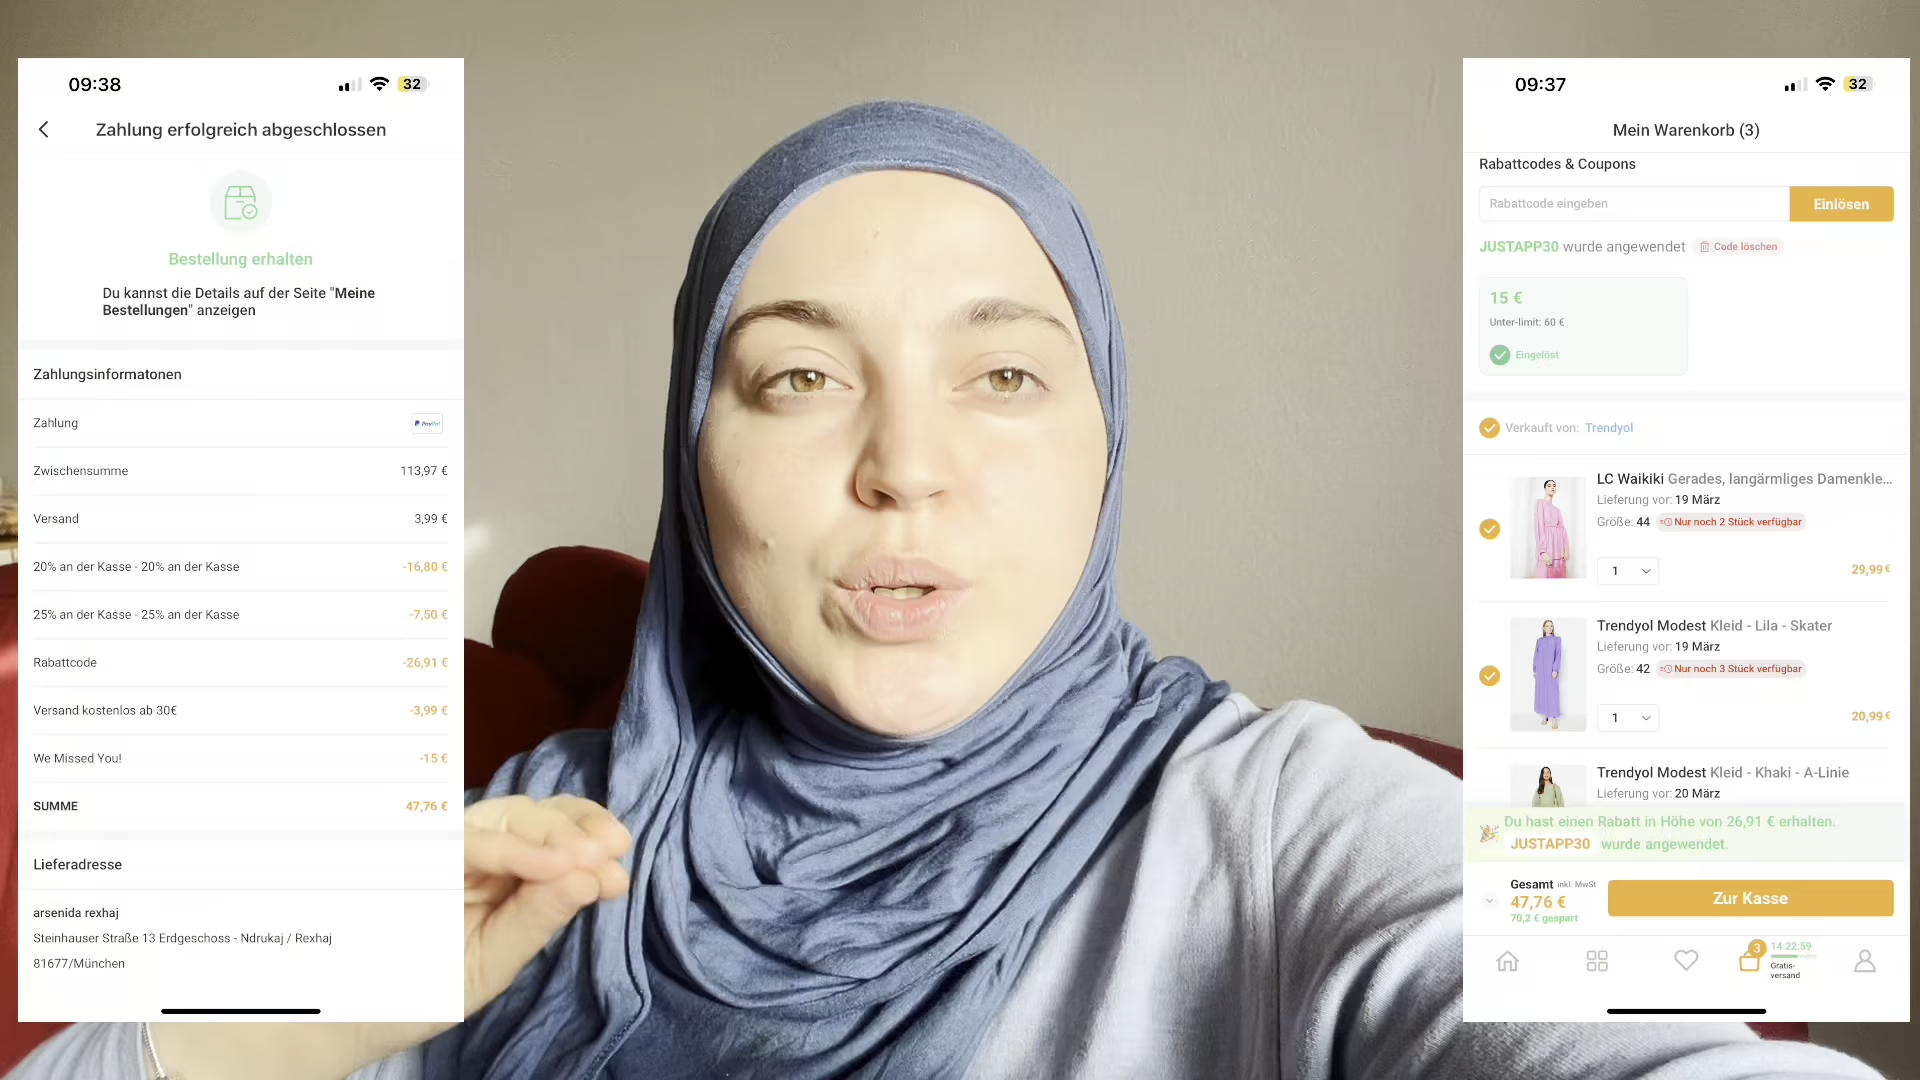 09:38
32
Zahlung erfolgreich abgeschlossen
Bestellung erhalten
Du kannst die Details auf der Seite "Meine
Bestellungen" anzeigen
Zahlungsinformatonen
Zahlung
PayPal
Zwischensumme 113,97 €
Versand 3,99 €
20% an der Kasse - 20% an der Kasse -16,80 €
25% an der Kasse - 25% an der Kasse -7,50 €
Rabattcode -26,91 €
Versand kostenlos ab 30€ -3,99 €
We Missed You! -15 €
SUMME 47,76 €
Lieferadresse
arsenida rexhaj
Steinhauser Straße 13 Erdgeschoss - Ndrukaj / Rexhaj
81677/München
09:37
32
Mein Warenkorb (3)
Rabattcodes & Coupons
Rabattcode eingeben
Einlösen
JUSTAPP30 wurde angewendet Code löschen
15 €
Unter-limit: 60 €
Eingelöst
Verkauft von: Trendyol
LC Waikiki Gerades, langärmliges Damenkle...
Lieferung vor: 19 März
Größe: 44 Nur noch 2 Stück verfügbar
1
29,99 €
Trendyol Modest Kleid - Lila - Skater
Lieferung vor: 19 März
Größe: 42 Nur noch 3 Stück verfügbar
1
20,99 €
Trendyol Modest Kleid - Khaki - A-Linie
Lieferung vor: 20 März
Du hast einen Rabatt in Höhe von 26,91 € erhalten.
JUSTAPP30 wurde angewendet.
Gesamt inkl. MwSt
47,76 €
70,2 € gespart
Zur Kasse
3
14:22:59
Gratis-
versand